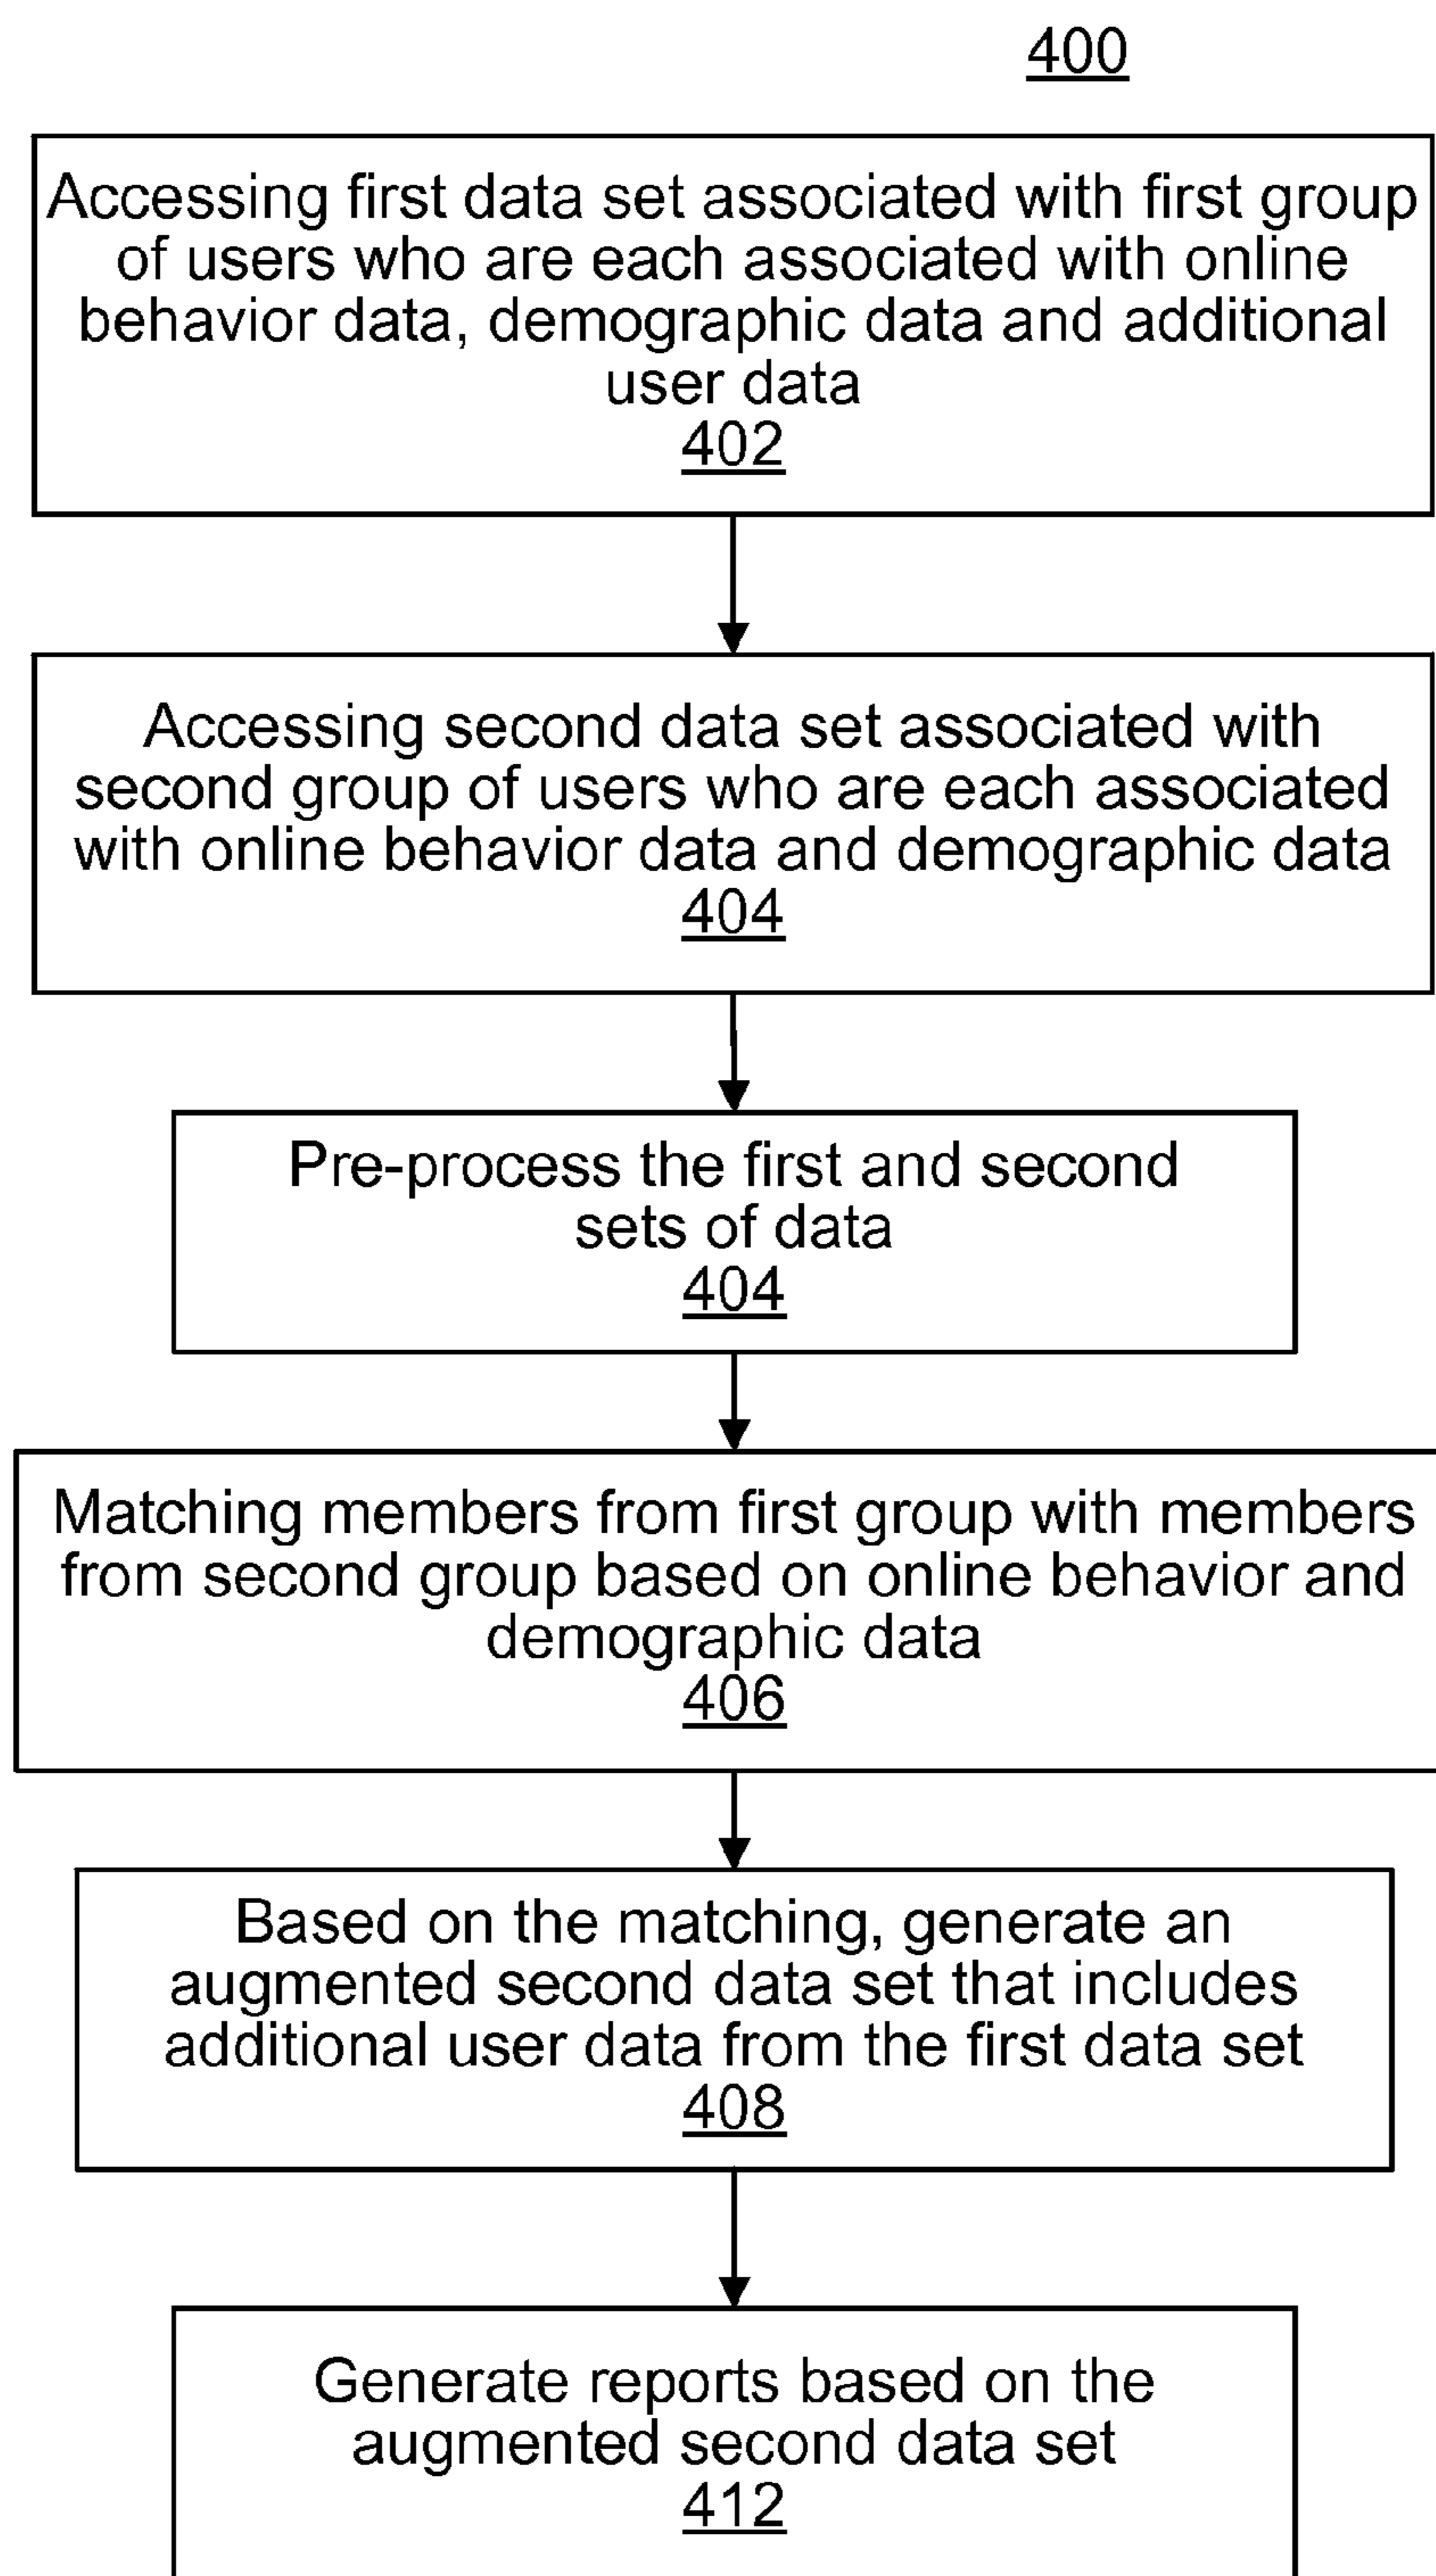 400
Accessing first data set associated with first group
of users who are each associated with online
behavior data, demographic data and additional
user data
402
Accessing second data set associated with
second group of users who are each associated
with online behavior data and demographic data
404
Pre-process the first and second
sets of data
404
Matching members from first group with members
from second group based on online behavior and
demographic data
406
Based on the matching, generate an
augmented second data set that includes
additional user data from the first data set
408
Generate reports based on the
augmented second data set
412